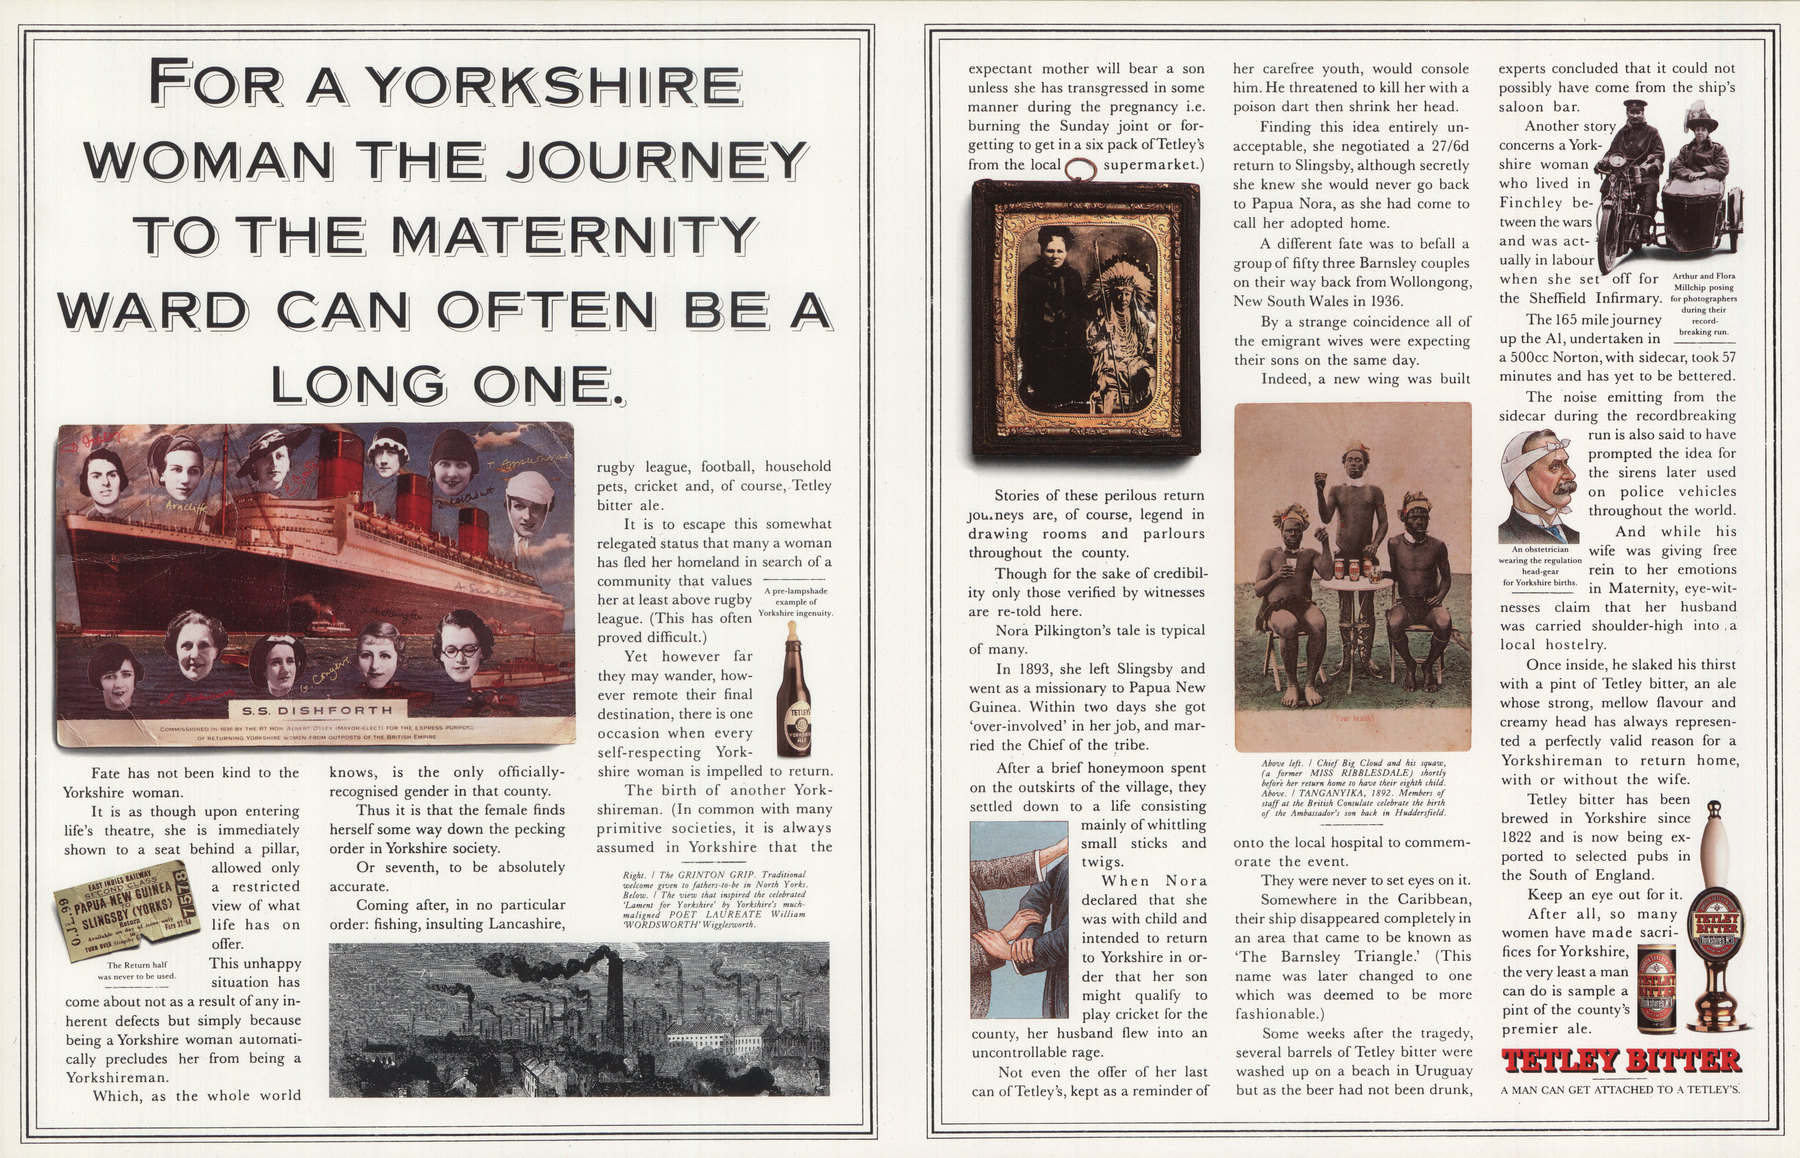 FOR A YORKSHIRE
WOMAN THE JOURNEY
TO THE MATERNITY
WARD CAN OFTEN BE A
LONG ONE.
S.S. DISHFORTH
COMMISSIONED IN 1936 BY THE RT HON ALBERT OTLEY (MAYOR-ELECT) FOR THE EXPRESS PURPOSE
OF RETURNING YORKSHIRE WOMEN FROM OUTPOSTS OF THE BRITISH EMPIRE
Fate has not been kind to the
Yorkshire woman.
It is as though upon entering
life's theatre, she is immediately
shown to a seat behind a pillar,
allowed only
a restricted
view of what
life has on
offer.
This unhappy
situation has
EAST INDIES RAILWAY
SECOND CLASS
PAPUA NEW GUINEA
TO
SLINGSBY (YORKS)
Return
TURN OVER
O.JL.99
The Return half
was never to be used.
come about not as a result of any in-
herent defects but simply because
being a Yorkshire woman automati-
cally precludes her from being a
Yorkshireman.
Which, as the whole world
knows, is the only officially-
recognised gender in that county.
Thus it is that the female finds
herself some way down the pecking
order in Yorkshire society.
Or seventh, to be absolutely
accurate.
Coming after, in no particular
order: fishing, insulting Lancashire,
rugby league, football, household
pets, cricket and, of course, Tetley
bitter ale.
It is to escape this somewhat
relegated status that many a woman
has fled her homeland in search of a
community that values
her at least above rugby
league. (This has often
proved difficult.)
Yet however far
they may wander, how-
ever remote their final
destination, there is one
occasion when every
self-respecting York-
shire woman is impelled to return.
The birth of another York-
shireman. (In common with many
primitive societies, it is always
assumed in Yorkshire that the
A pre-lampshade
example of
Yorkshire ingenuity.
TETLEY'S
Right. / The GRINTON GRIP. Traditional
welcome given to fathers-to-be in North Yorks.
Below. / The view that inspired the celebrated
'Lament for Yorkshire' by Yorkshire's much-
maligned POET LAUREATE William
'WORDSWORTH' Wigglesworth.
expectant mother will bear a son
unless she has transgressed in some
manner during the pregnancy i.e.
burning the Sunday joint or for-
getting to get in a six pack of Tetley's
from the local supermarket.)
Stories of these perilous return
journeys are, of course, legend in
drawing rooms and parlours
throughout the county.
Though for the sake of credibil-
ity only those verified by witnesses
are re-told here.
Nora Pilkington's tale is typical
of many.
In 1893, she left Slingsby and
went as a missionary to Papua New
Guinea. Within two days she got
'over-involved' in her job, and mar-
ried the Chief of the tribe.
After a brief honeymoon spent
on the outskirts of the village, they
settled down to a life consisting
mainly of whittling
small sticks and
twigs.
When Nora
declared that she
was with child and
intended to return
to Yorkshire in or-
der that her son
might qualify to
play cricket for the
county, her husband flew into an
uncontrollable rage.
Not even the offer of her last
can of Tetley's, kept as a reminder of
her carefree youth, would console
him. He threatened to kill her with a
poison dart then shrink her head.
Finding this idea entirely un-
acceptable, she negotiated a 27/6d
return to Slingsby, although secretly
she knew she would never go back
to Papua Nora, as she had come to
call her adopted home.
A different fate was to befall a
group of fifty three Barnsley couples
on their way back from Wollongong,
New South Wales in 1936.
By a strange coincidence all of
the emigrant wives were expecting
their sons on the same day.
Indeed, a new wing was built
"Your health!"
Above left. / Chief Big Cloud and his squaw,
(a former MISS RIBBLESDALE) shortly
before her return home to have their eighth child.
Above. / TANGANYIKA, 1892. Members of
staff at the British Consulate celebrate the birth
of the Ambassador's son back in Huddersfield.
onto the local hospital to commem-
orate the event.
They were never to set eyes on it.
Somewhere in the Caribbean,
their ship disappeared completely in
an area that came to be known as
'The Barnsley Triangle.' (This
name was later changed to one
which was deemed to be more
fashionable.)
Some weeks after the tragedy,
several barrels of Tetley bitter were
washed up on a beach in Uruguay
but as the beer had not been drunk,
experts concluded that it could not
possibly have come from the ship's
saloon bar.
Another story
concerns a York-
shire woman
who lived in
Finchley be-
tween the wars
and was act-
ually in labour
when she set off for
the Sheffield Infirmary.
The 165 mile journey
up the A1, undertaken in
a 500cc Norton, with sidecar, took 57
minutes and has yet to be bettered.
Arthur and Flora
Millchip posing
for photographers
during their
record-
breaking run.
The noise emitting from the
sidecar during the recordbreaking
run is also said to have
prompted the idea for
the sirens later used
on police vehicles
throughout the world.
An obstetrician
wearing the regulation
head-gear
for Yorkshire births.
And while his
wife was giving free
rein to her emotions
in Maternity, eye-wit-
nesses claim that her husband
was carried shoulder-high into a
local hostelry.
Once inside, he slaked his thirst
with a pint of Tetley bitter, an ale
whose strong, mellow flavour and
creamy head has always represen-
ted a perfectly valid reason for a
Yorkshireman to return home,
with or without the wife.
Tetley bitter has been
brewed in Yorkshire since
1822 and is now being ex-
ported to selected pubs in
the South of England.
Keep an eye out for it.
After all, so many
women have made sacri-
fices for Yorkshire,
the very least a man
can do is sample a
pint of the county's
premier ale.
TETLEY
BITTER
TETLEY
BITTER
TETLEY BITTER
A MAN CAN GET ATTACHED TO A TETLEY'S.